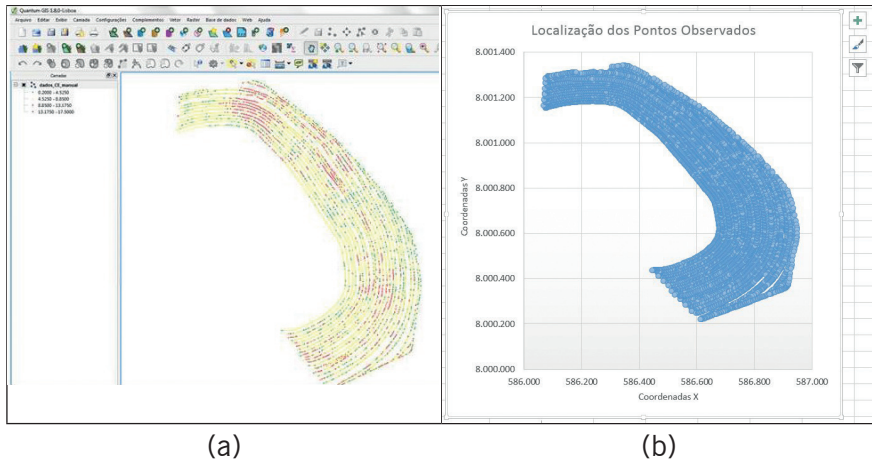 Quantum GIS 1.8.0-Lisboa
Arquivo Editar Exibir Camada Configurações Complementos Vetor Raster Base de dados Web Ajuda
Camadas
dados_CE_manual
0.2000 - 4.5250
4.5250 - 8.8500
8.8500 - 13.1750
13.1750 - 17.5000
Localização dos Pontos Observados
8.001.400
8.001.200
8.001.000
8.000.800
8.000.600
8.000.400
8.000.200
8.000.000
Coordenadas Y
586.000 586.200 586.400 586.600 586.800 587.000
Coordenadas X
(a) (b)